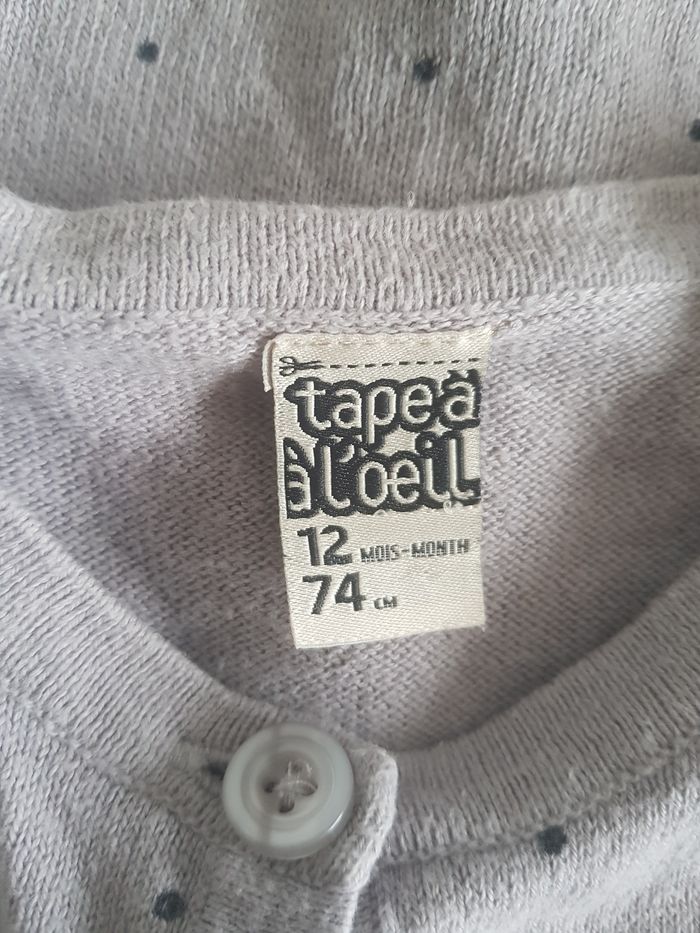 tape à
à l'oeil
12 MOIS-MONTH
74 CM